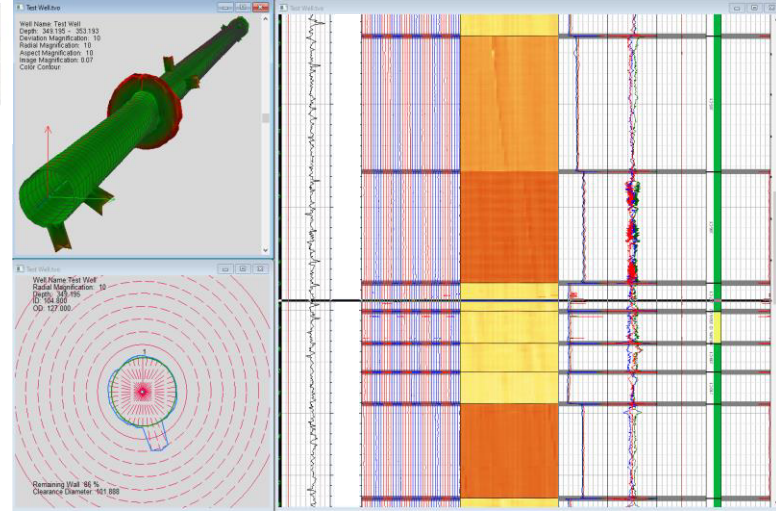 Test Well.tvo
Well Name: Test Well
Depth: 349.195 - 353.193
Deviation Magnification: 10
Radial Magnification: 10
Aspect Magnification: 10
Image Magnification: 0.07
Color Contour:
Test Well.tvo
Well Name: Test Well
Radial Magnification: 10
Depth: 349.195
ID: 104.800
OD: 127.000
1
Remaining Wall: 86 %
Clearance Diameter: 101.888
Test Well.tvo